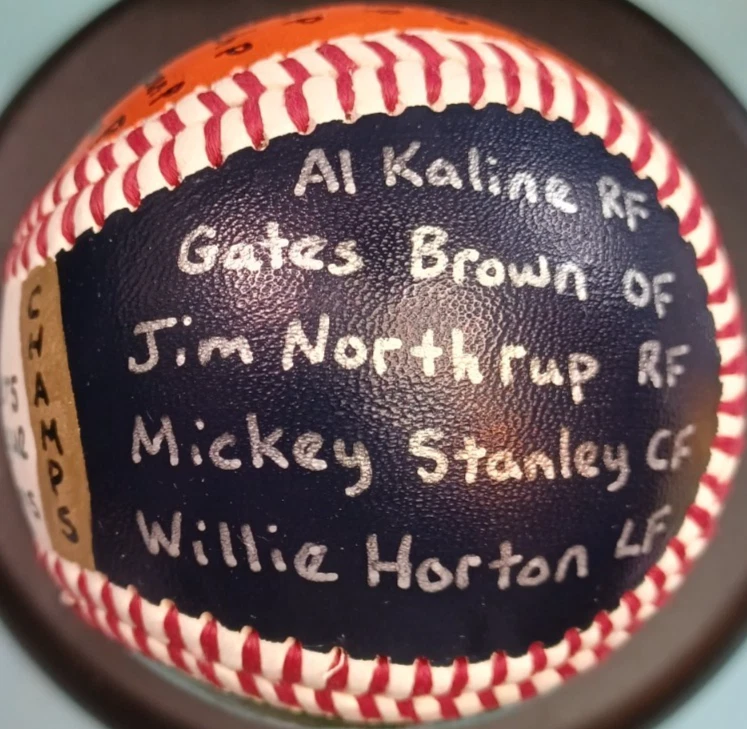 Al Kaline RF
Gates Brown OF
Jim Northrup RF
Mickey Stanley CF
Willie Horton LF
CHAMPS